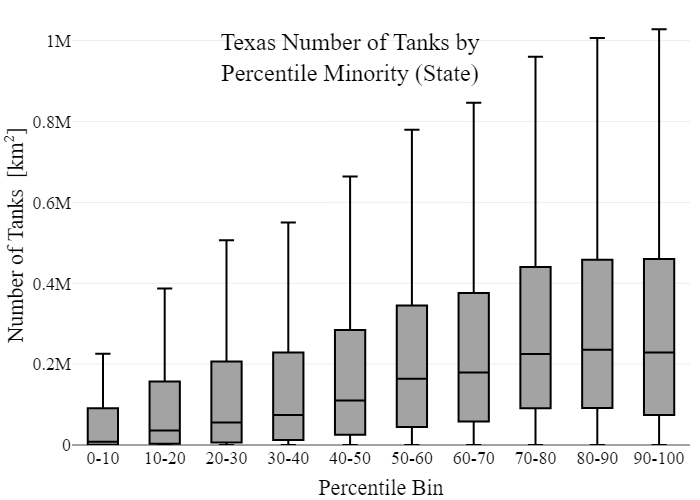 Texas Number of Tanks by
Percentile Minority (State)
Number of Tanks [km²]
1M
0.8M
0.6M
0.4M
0.2M
0
0-10 10-20 20-30 30-40 40-50 50-60 60-70 70-80 80-90 90-100
Percentile Bin